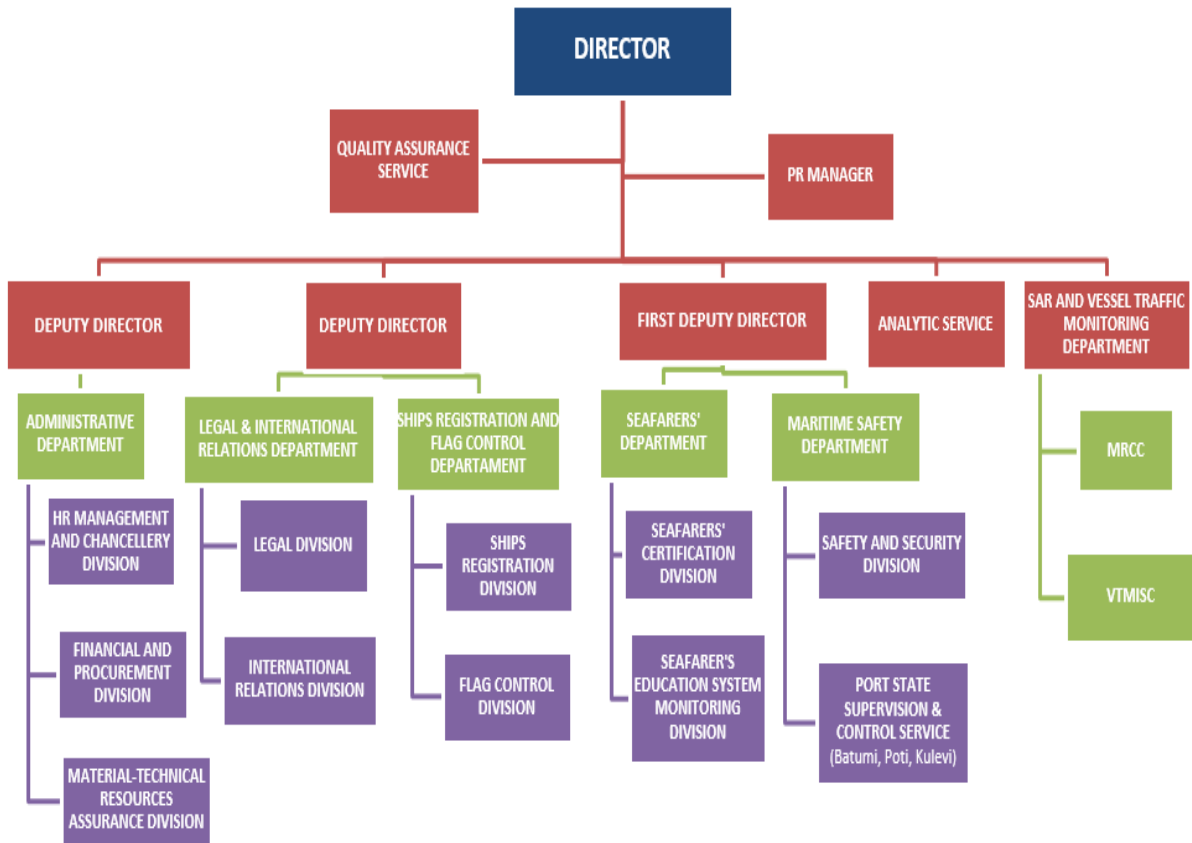 DIRECTOR
QUALITY ASSURANCE
SERVICE
PR MANAGER
DEPUTY DIRECTOR
DEPUTY DIRECTOR
FIRST DEPUTY DIRECTOR
ANALYTIC SERVICE
SAR AND VESSEL TRAFFIC
MONITORING
DEPARTMENT
ADMINISTRATIVE
DEPARTMENT
LEGAL & INTERNATIONAL
RELATIONS DEPARTMENT
SHIPS REGISTRATION AND
FLAG CONTROL
DEPARTAMENT
SEAFARERS'
DEPARTMENT
MARITIME SAFETY
DEPARTMENT
MRCC
VTMISC
HR MANAGEMENT
AND CHANCELLERY
DIVISION
FINANCIAL AND
PROCUREMENT
DIVISION
MATERIAL-TECHNICAL
RESOURCES
ASSURANCE DIVISION
LEGAL DIVISION
INTERNATIONAL
RELATIONS DIVISION
SHIPS
REGISTRATION
DIVISION
FLAG CONTROL
DIVISION
SEAFARERS'
CERTIFICATION
DIVISION
SEAFARER'S
EDUCATION SYSTEM
MONITORING
DIVISION
SAFETY AND SECURITY
DIVISION
PORT STATE
SUPERVISION &
CONTROL SERVICE
(Batumi, Poti, Kulevi)